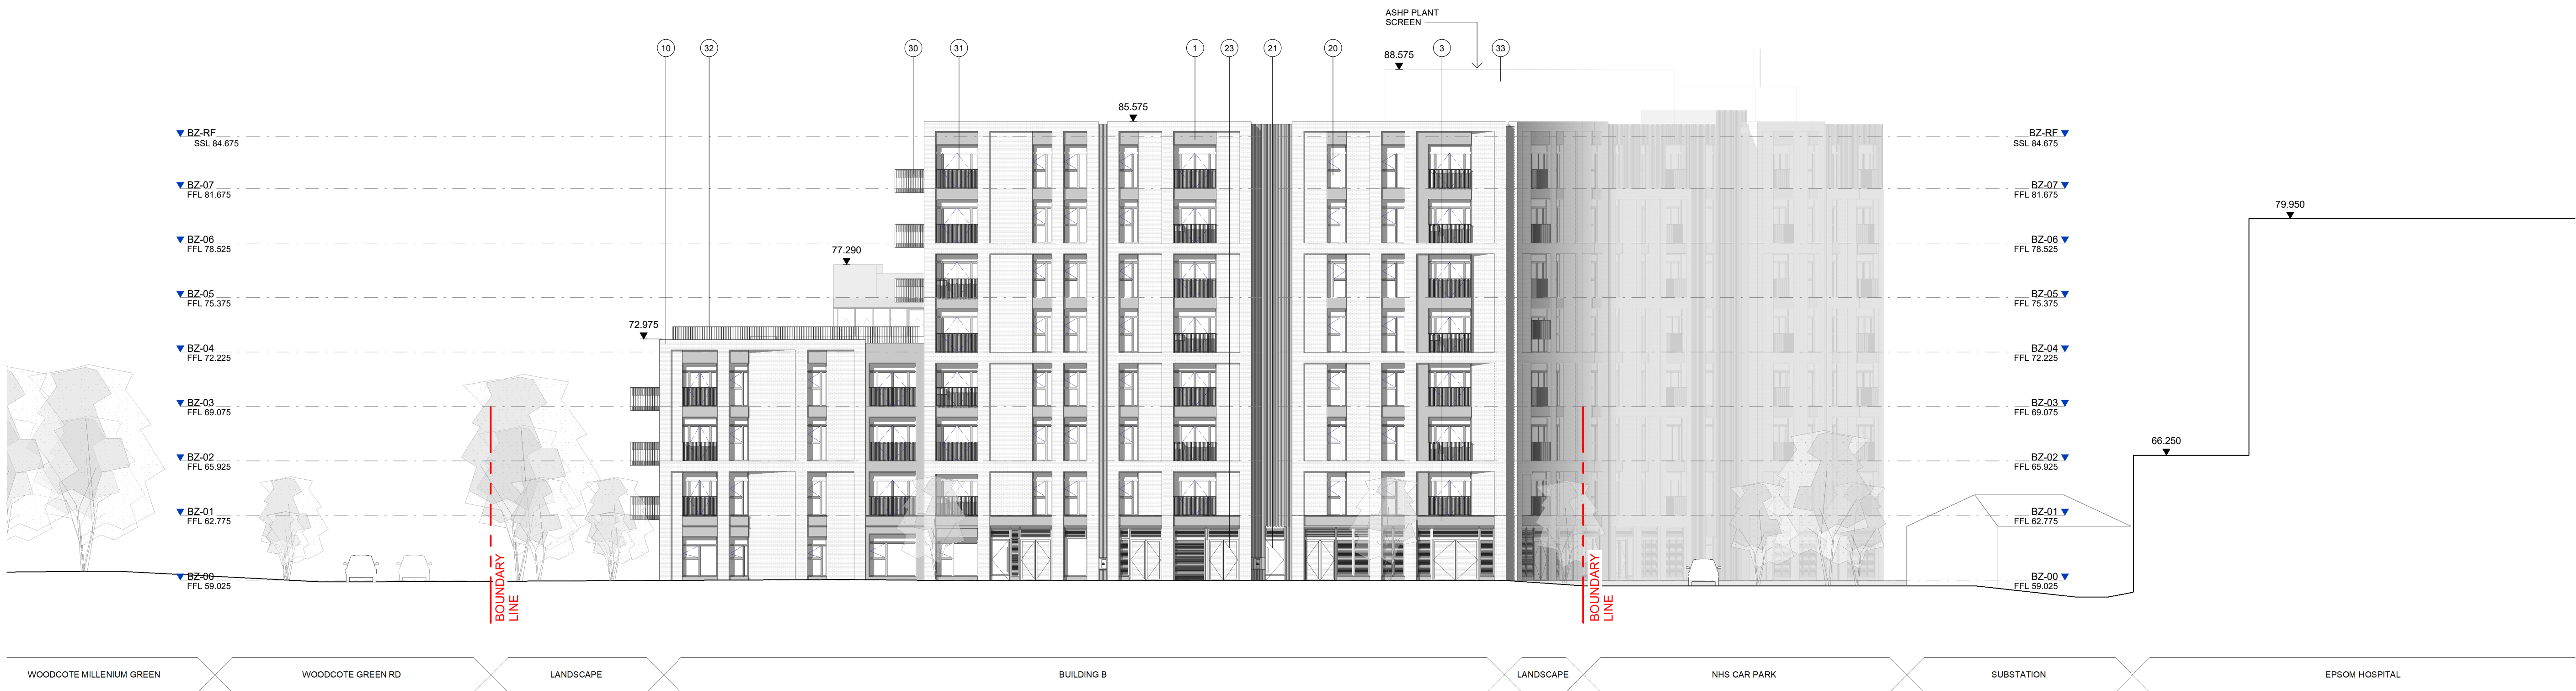 ASHP PLANT
SCREEN
10
32
30
31
1
23
21
20
3
33
88.575
85.575
BZ-RF
SSL 84.675
BZ-RF
SSL 84.675
BZ-07
FFL 81.675
BZ-07
FFL 81.675
79.950
BZ-06
FFL 78.525
BZ-06
FFL 78.525
77.290
BZ-05
FFL 75.375
BZ-05
FFL 75.375
72.975
BZ-04
FFL 72.225
BZ-04
FFL 72.225
BZ-03
FFL 69.075
BZ-03
FFL 69.075
66.250
BZ-02
FFL 65.925
BZ-02
FFL 65.925
BZ-01
FFL 62.775
BZ-01
FFL 62.775
BZ-00
FFL 59.025
BZ-00
FFL 59.025
BOUNDARY
LINE
BOUNDARY
LINE
WOODCOTE MILLENIUM GREEN
WOODCOTE GREEN RD
LANDSCAPE
BUILDING B
LANDSCAPE
NHS CAR PARK
SUBSTATION
EPSOM HOSPITAL